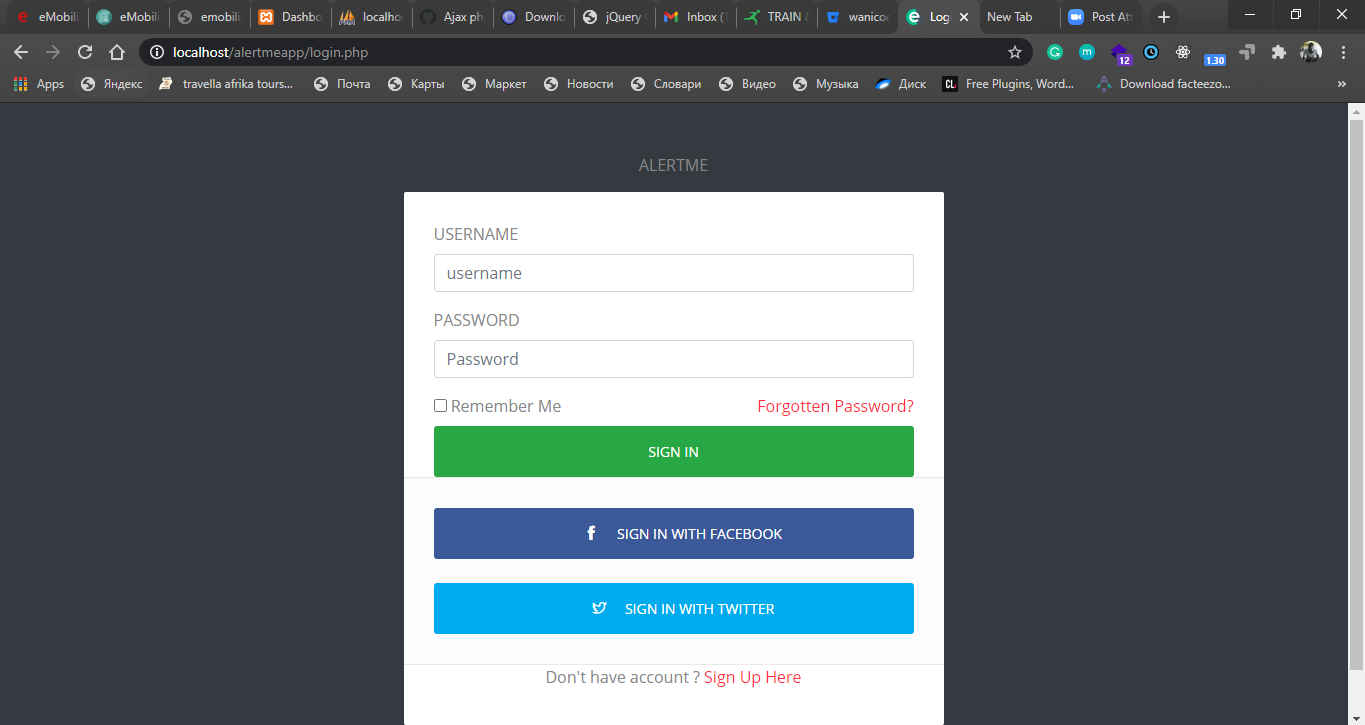 eMobili
eMobili
emobili
Dashbo
localhos
Ajax ph
Downlo
jQuery
Inbox (
TRAIN
wanicoc
Log
New Tab
Post Att
localhost/alertmeapp/login.php
12
1.30
Apps
Яндекс
travella afrika tours...
Почта
Карты
Маркет
Новости
Словари
Видео
Музыка
Диск
CL
Free Plugins, Word...
Download facteezo...
»
ALERTME
USERNAME
username
PASSWORD
Password
Remember Me Forgotten Password?
SIGN IN
SIGN IN WITH FACEBOOK
SIGN IN WITH TWITTER
Don't have account ? Sign Up Here